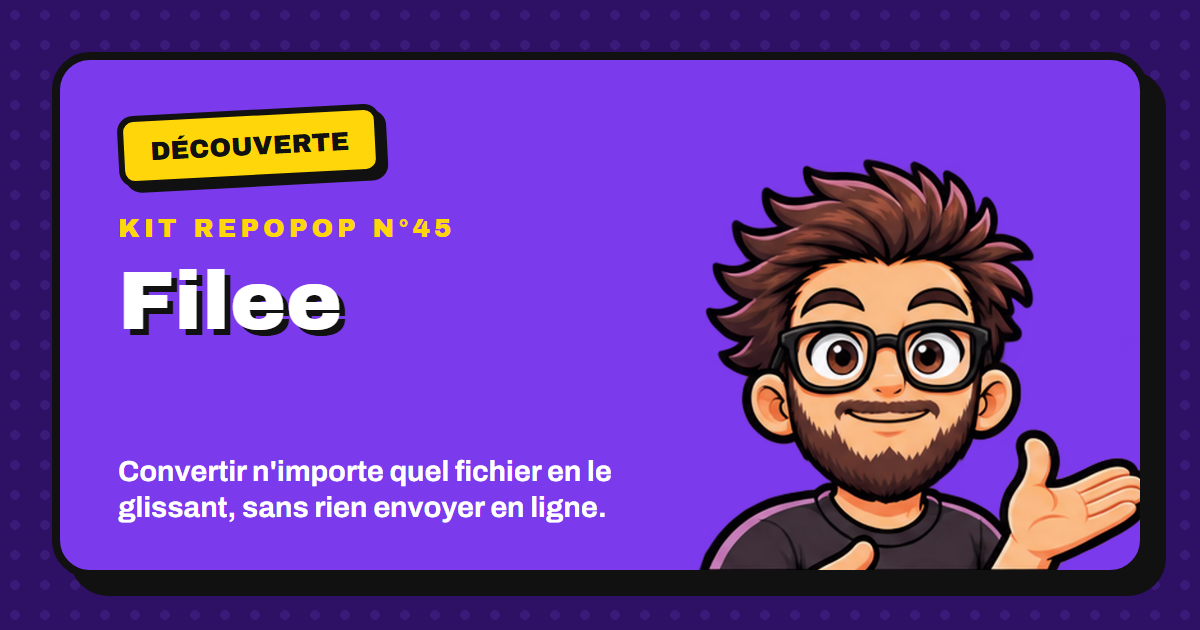 DÉCOUVERTE
KIT REPOPOP N°45
Filee
Convertir n'importe quel fichier en le
glissant, sans rien envoyer en ligne.